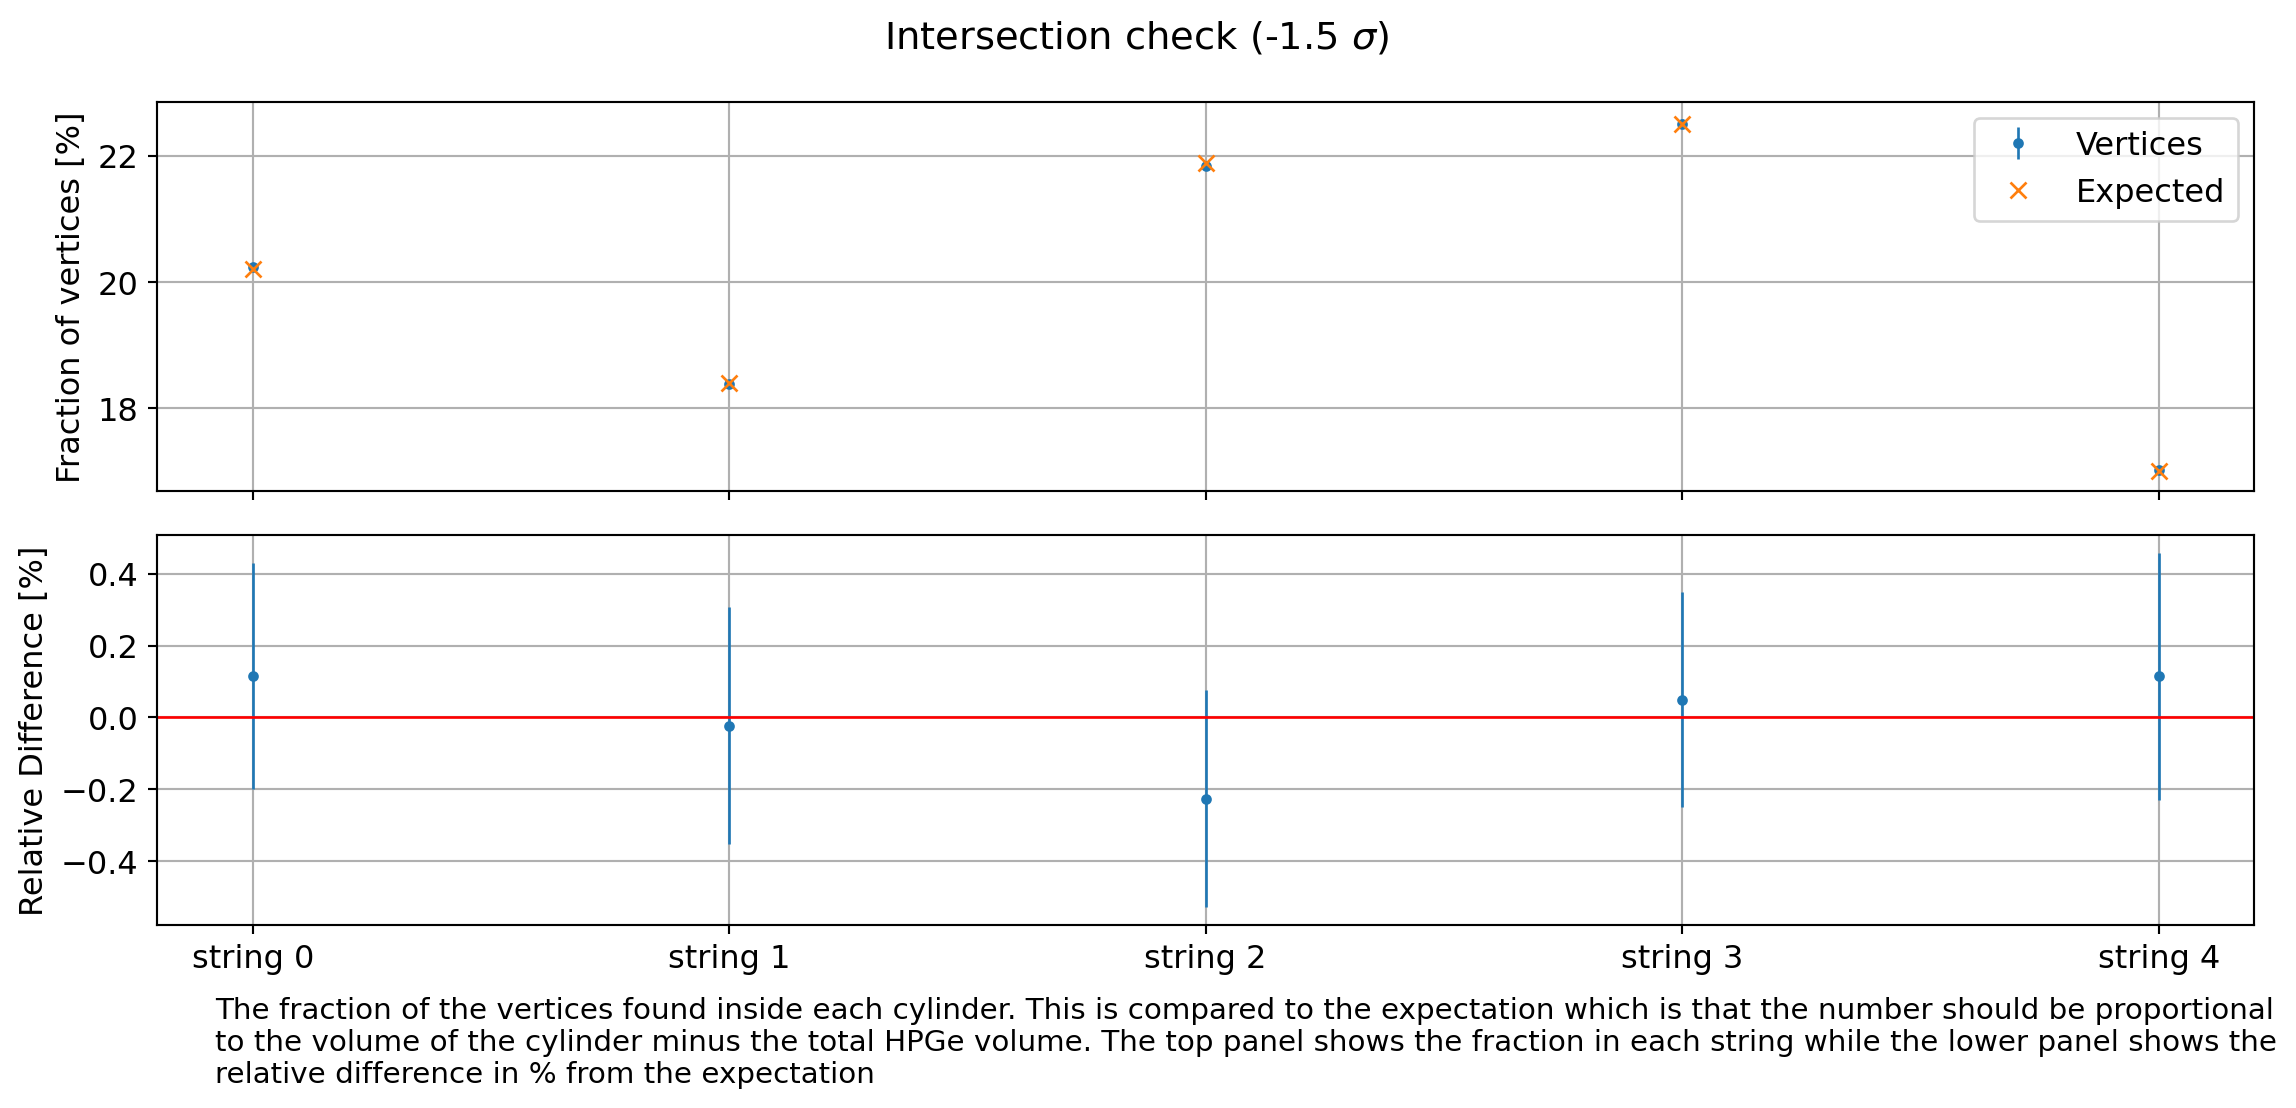 Intersection check (-1.5 σ)
Fraction of vertices [%]
22
20
18
Vertices
Expected
Relative Difference [%]
0.4
0.2
0.0
−0.2
−0.4
string 0
string 1
string 2
string 3
string 4
The fraction of the vertices found inside each cylinder. This is compared to the expectation which is that the number should be proportional
to the volume of the cylinder minus the total HPGe volume. The top panel shows the fraction in each string while the lower panel shows the
relative difference in % from the expectation